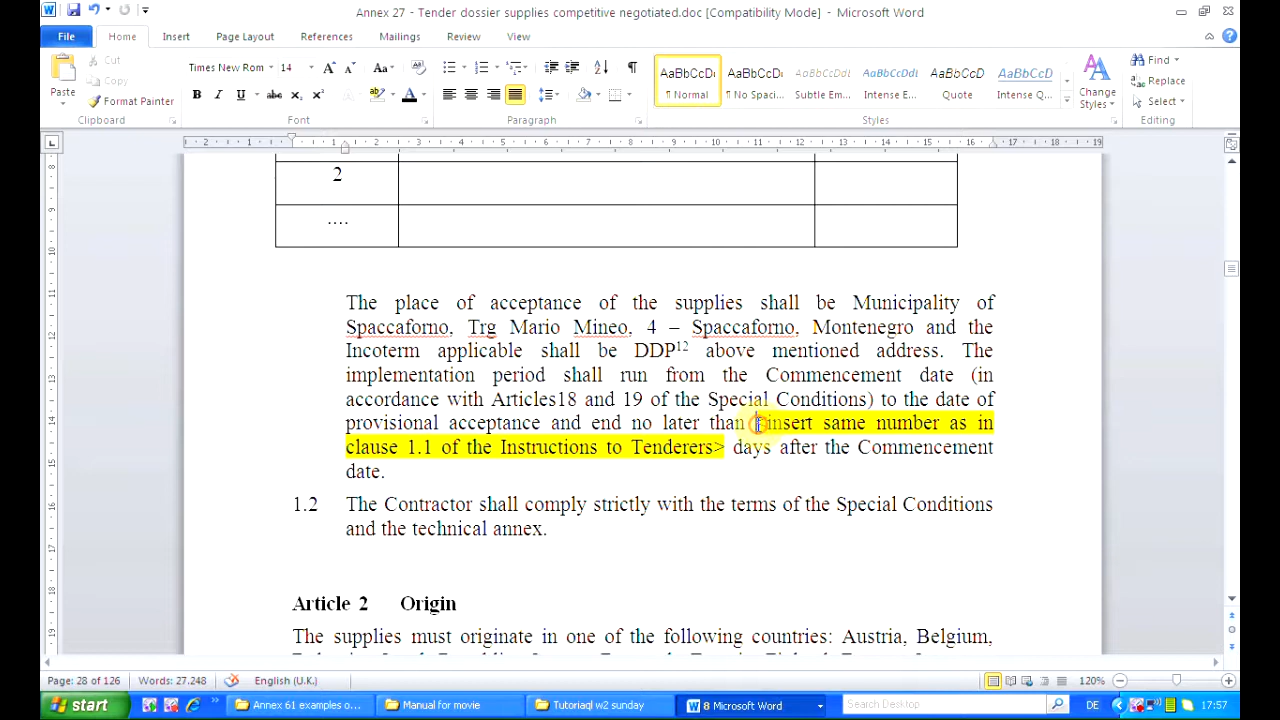 Annex 27 - Tender dossier supplies competitive negotiated.doc [Compatibility Mode] - Microsoft Word
File Home Insert Page Layout References Mailings Review View
Paste
Cut
Copy
Format Painter
Clipboard
Times New Rom 14
Font
Paragraph
AaBbCcDı AaBbCcDı AaBbCcDı AaBbCcDdı AaBbCcDı AaBbCcD
¶ Normal ¶ No Spaci... Subtle Em... Intense E... Quote Intense Q...
Styles
Change Styles
Find
Replace
Select
Editing
2
....
The place of acceptance of the supplies shall be Municipality of
Spaccaforno, Trg Mario Mineo, 4 – Spaccaforno, Montenegro and the
Incoterm applicable shall be DDP12 above mentioned address. The
implementation period shall run from the Commencement date (in
accordance with Articles18 and 19 of the Special Conditions) to the date of
provisional acceptance and end no later than <insert same number as in
clause 1.1 of the Instructions to Tenderers> days after the Commencement
date.
1.2 The Contractor shall comply strictly with the terms of the Special Conditions
and the technical annex.
Article 2 Origin
The supplies must originate in one of the following countries: Austria, Belgium,
Page: 28 of 126 Words: 27.248 English (U.K.) 120%
start Annex 61 examples o... Manual for movie Tutoriaql w2 sunday 8 Microsoft Word Search Desktop DE 17:57